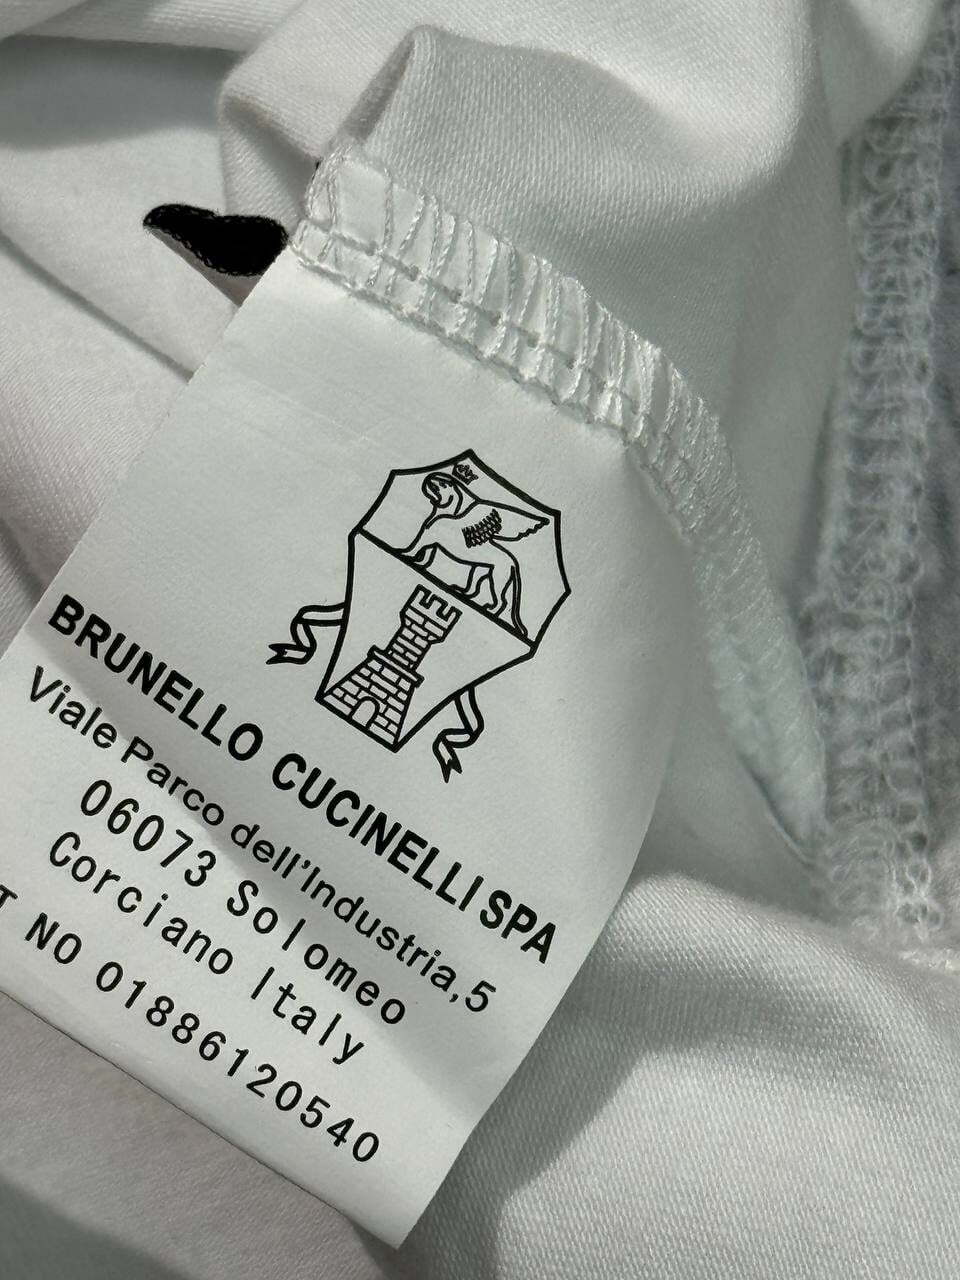 BRUNELLO CUCINELLI SPA
Viale Parco dell'Industria,5
06073 Solomeo
Corciano Italy
T NO 01886120540